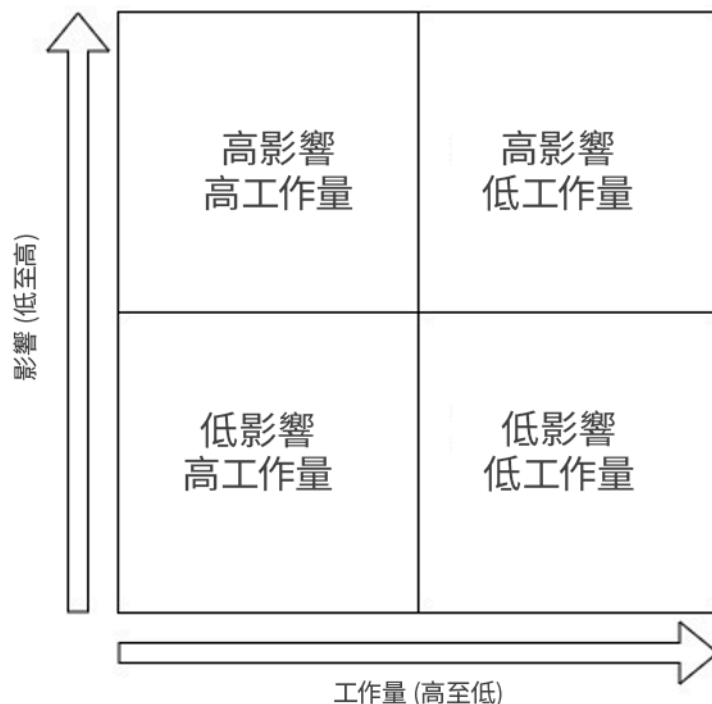 高影響
高工作量
高影響
低工作量
影響 (低至高)
低影響
高工作量
低影響
低工作量
工作量 (高至低)